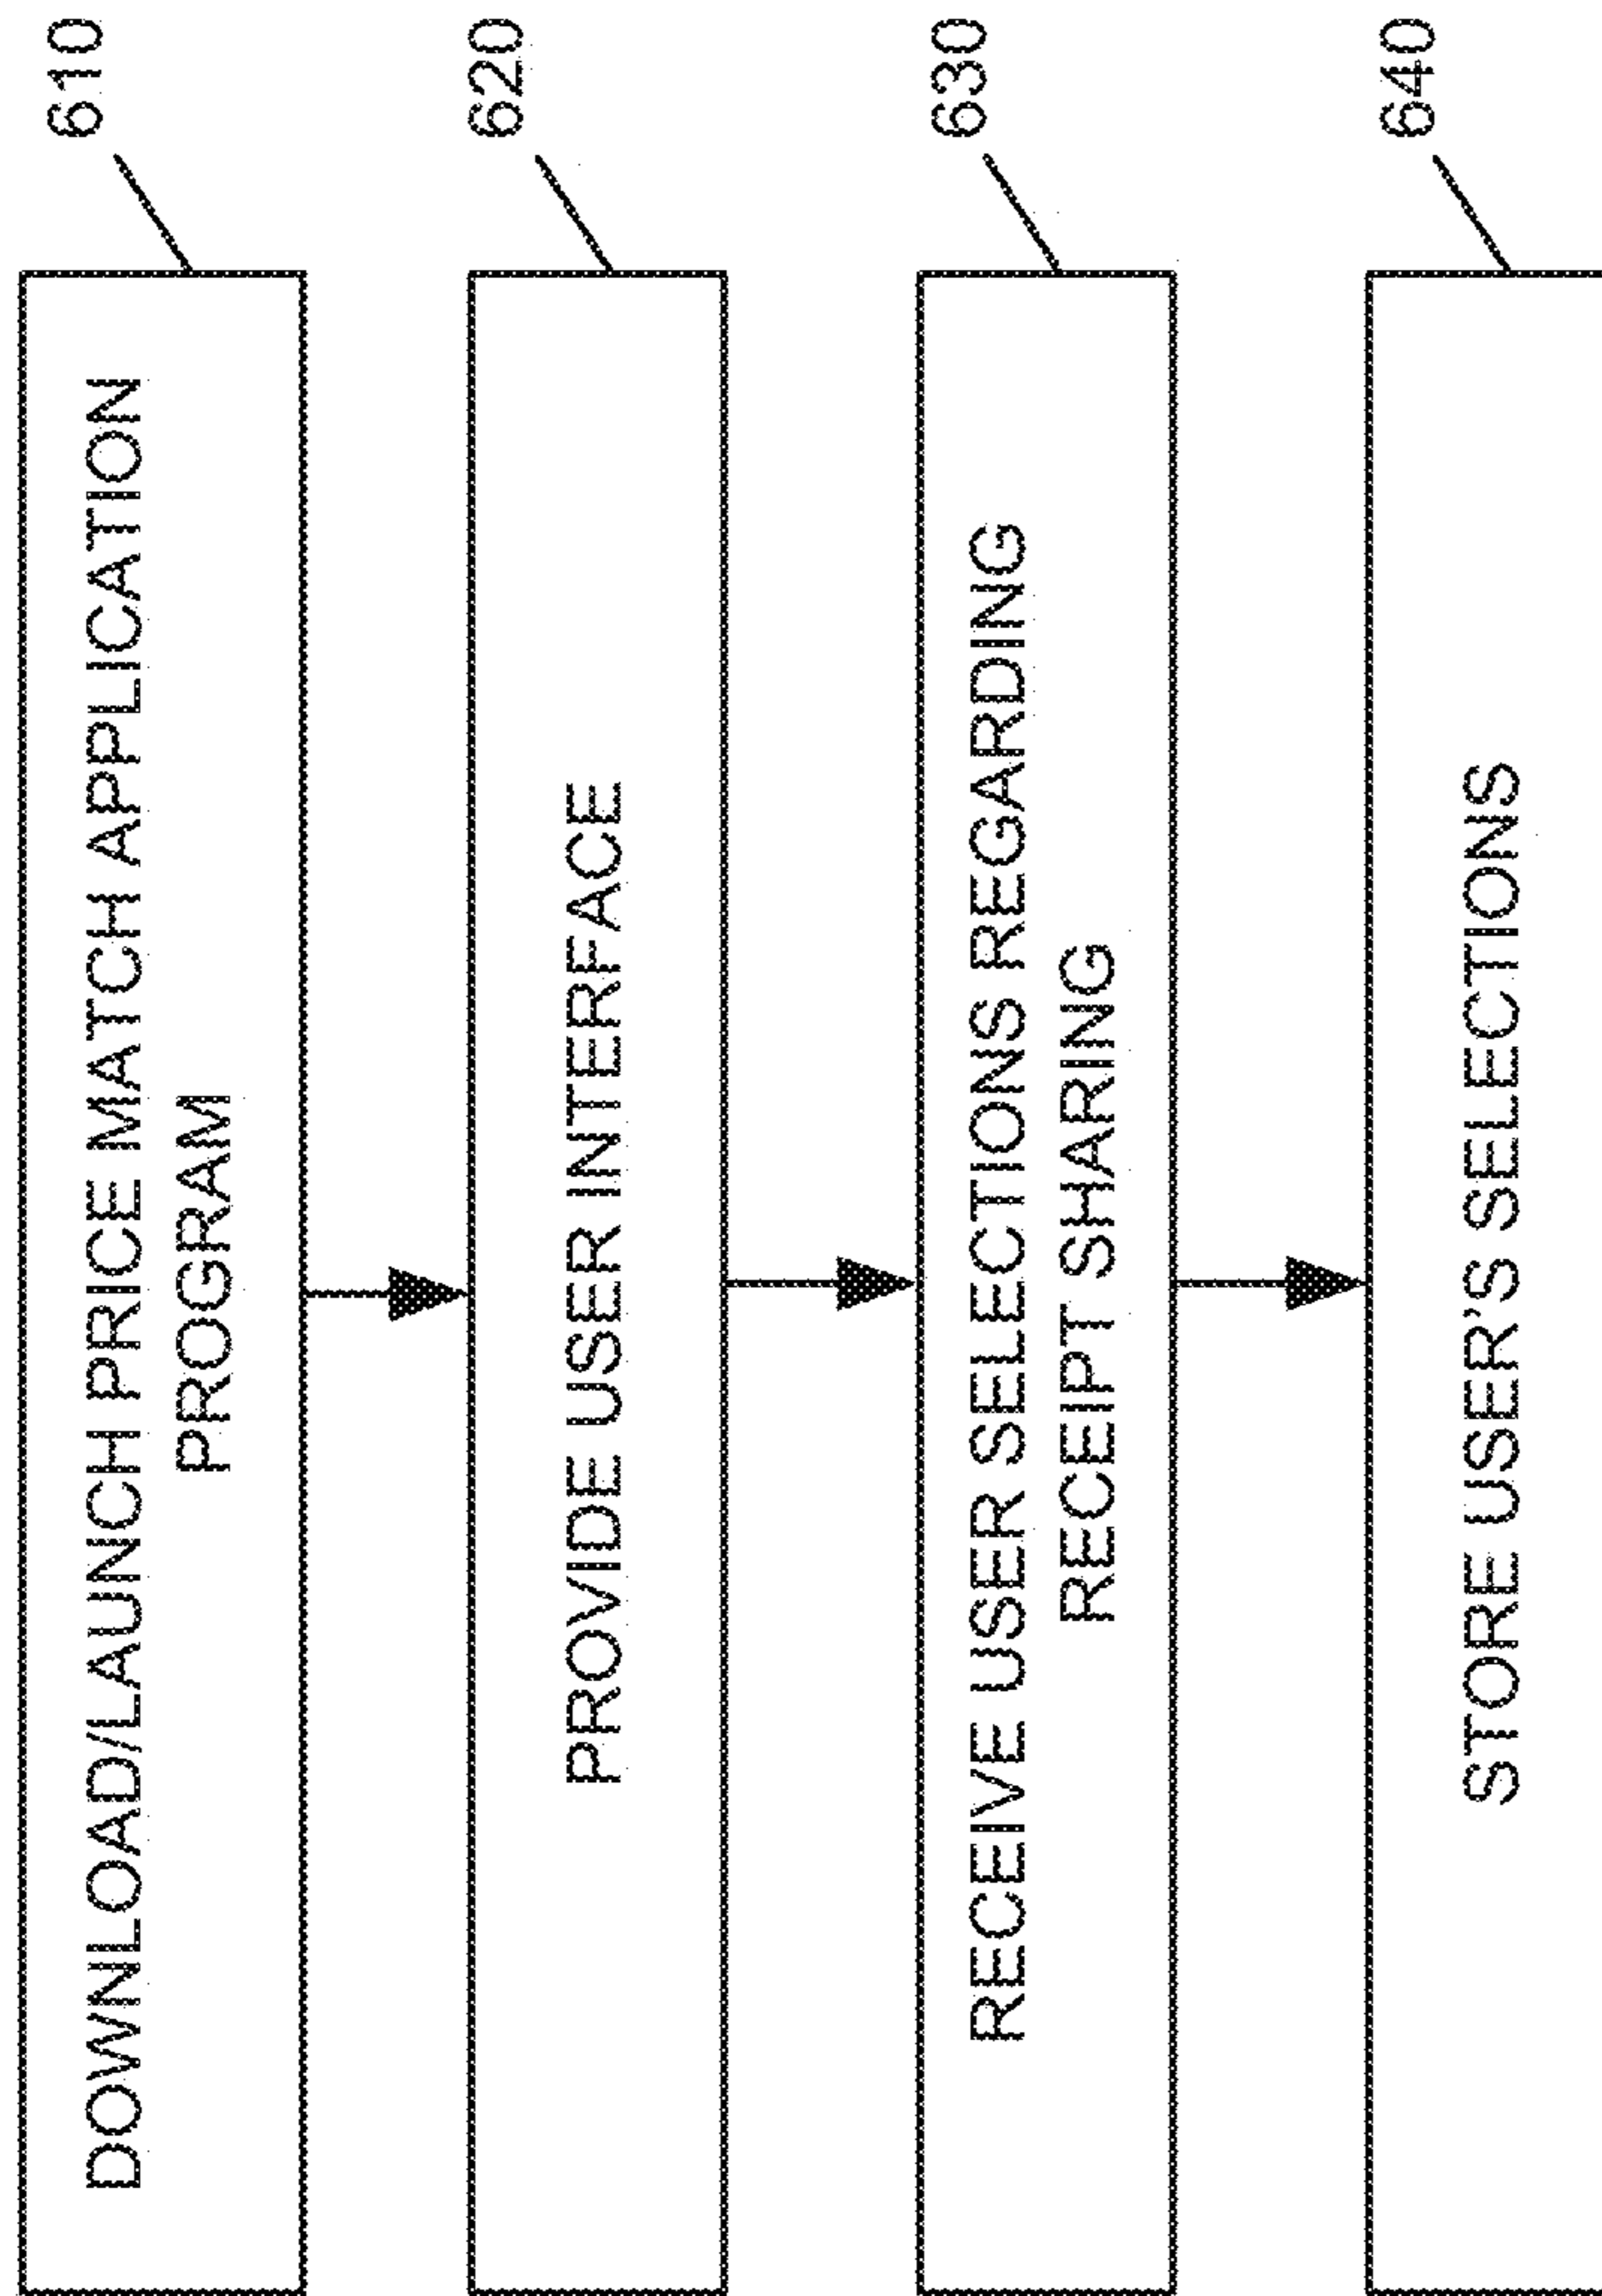 DOWNLOAD/LAUNCH PRICE MATCH APPLICATION
PROGRAM
610
PROVIDE USER INTERFACE
620
RECEIVE USER SELECTIONS REGARDING
RECEIPT SHARING
630
STORE USER'S SELECTIONS
640